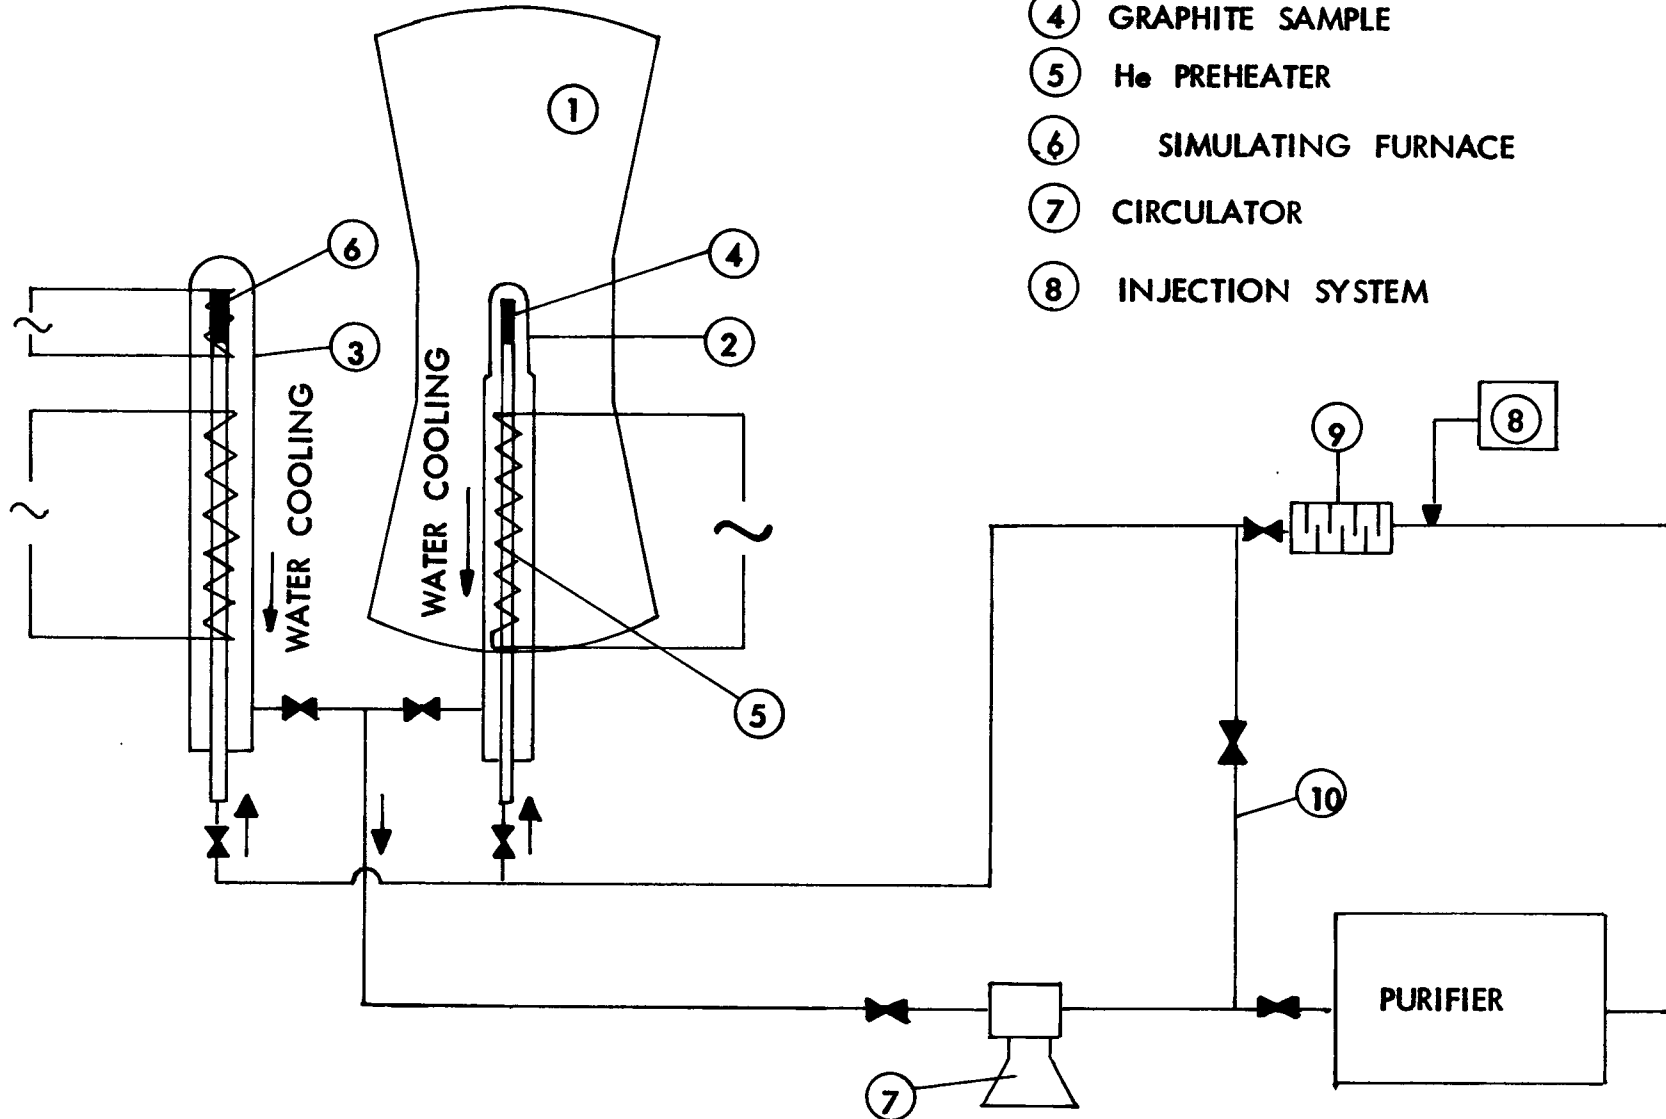 ④ GRAPHITE SAMPLE
⑤ He PREHEATER
⑥ SIMULATING FURNACE
⑦ CIRCULATOR
⑧ INJECTION SYSTEM
1
6
4
3
2
WATER COOLING
WATER COOLING
5
9
8
10
PURIFIER
7